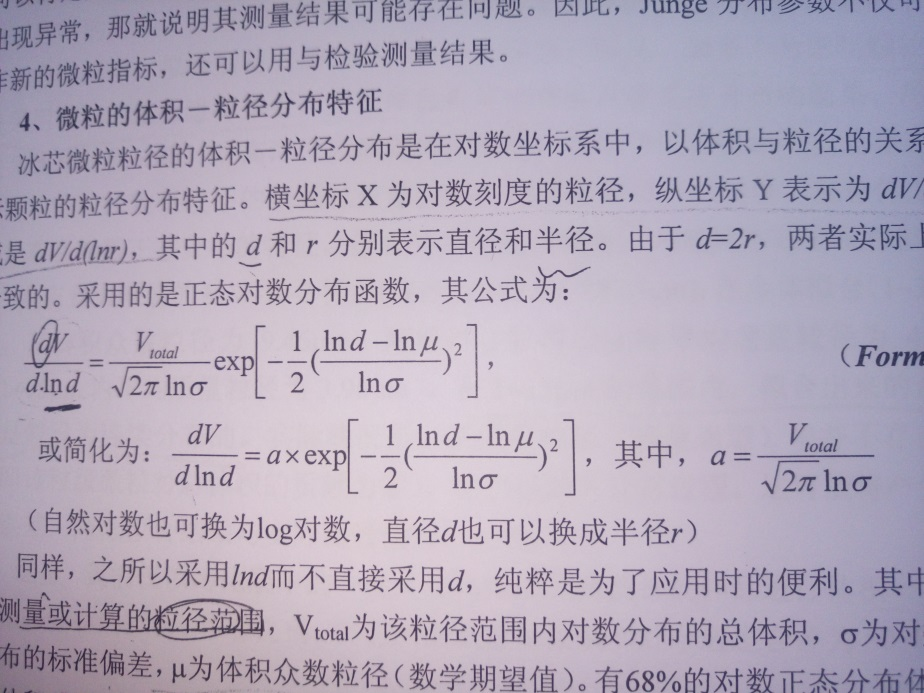 出现异常，那就说明其测量结果可能存在问题。因此，Junge 分布参数不仅可
作新的微粒指标，还可以用与检验测量结果。
4、微粒的体积－粒径分布特征
冰芯微粒粒径的体积－粒径分布是在对数坐标系中，以体积与粒径的关系
颗粒的粒径分布特征。横坐标 X 为对数刻度的粒径，纵坐标 Y 表示为 dV/
是 dV/d(lnr)，其中的 d 和 r 分别表示直径和半径。由于 d=2r，两者实际上
致的。采用的是正态对数分布函数，其公式为：
dV/(d ln d) = V_total/(√(2π) ln σ) exp[−1/2((ln d − ln μ)/ln σ)²]， （Form
或简化为：dV/(d ln d) = a×exp[−1/2((ln d − ln μ)/ln σ)²]，其中，a = V_total/(√(2π) ln σ)
（自然对数也可换为log对数，直径d也可以换成半径r）
同样，之所以采用lnd而不直接采用d，纯粹是为了应用时的便利。其中
测量或计算的粒径范围，V_total为该粒径范围内对数分布的总体积，σ为对
布的标准偏差，μ为体积众数粒径（数学期望值）。有68%的对数正态分布